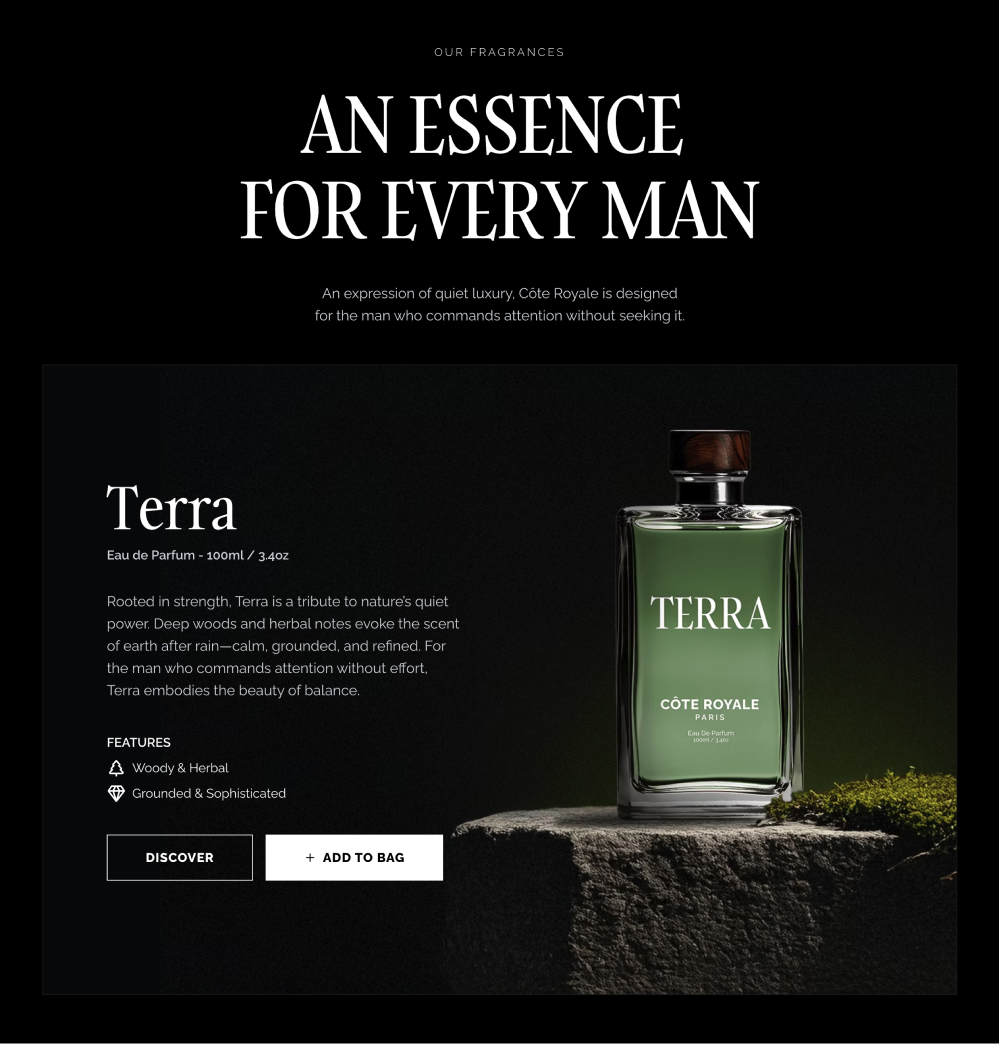 OUR FRAGRANCES
AN ESSENCE
FOR EVERY MAN
An expression of quiet luxury, Côte Royale is designed
for the man who commands attention without seeking it.
Terra
Eau de Parfum - 100ml / 3.4oz
Rooted in strength, Terra is a tribute to nature’s quiet
power. Deep woods and herbal notes evoke the scent
of earth after rain—calm, grounded, and refined. For
the man who commands attention without effort,
Terra embodies the beauty of balance.
FEATURES
Woody & Herbal
Grounded & Sophisticated
DISCOVER
+ ADD TO BAG
TERRA
CÔTE ROYALE
PARIS
Eau De Parfum
100ml / 3.4oz